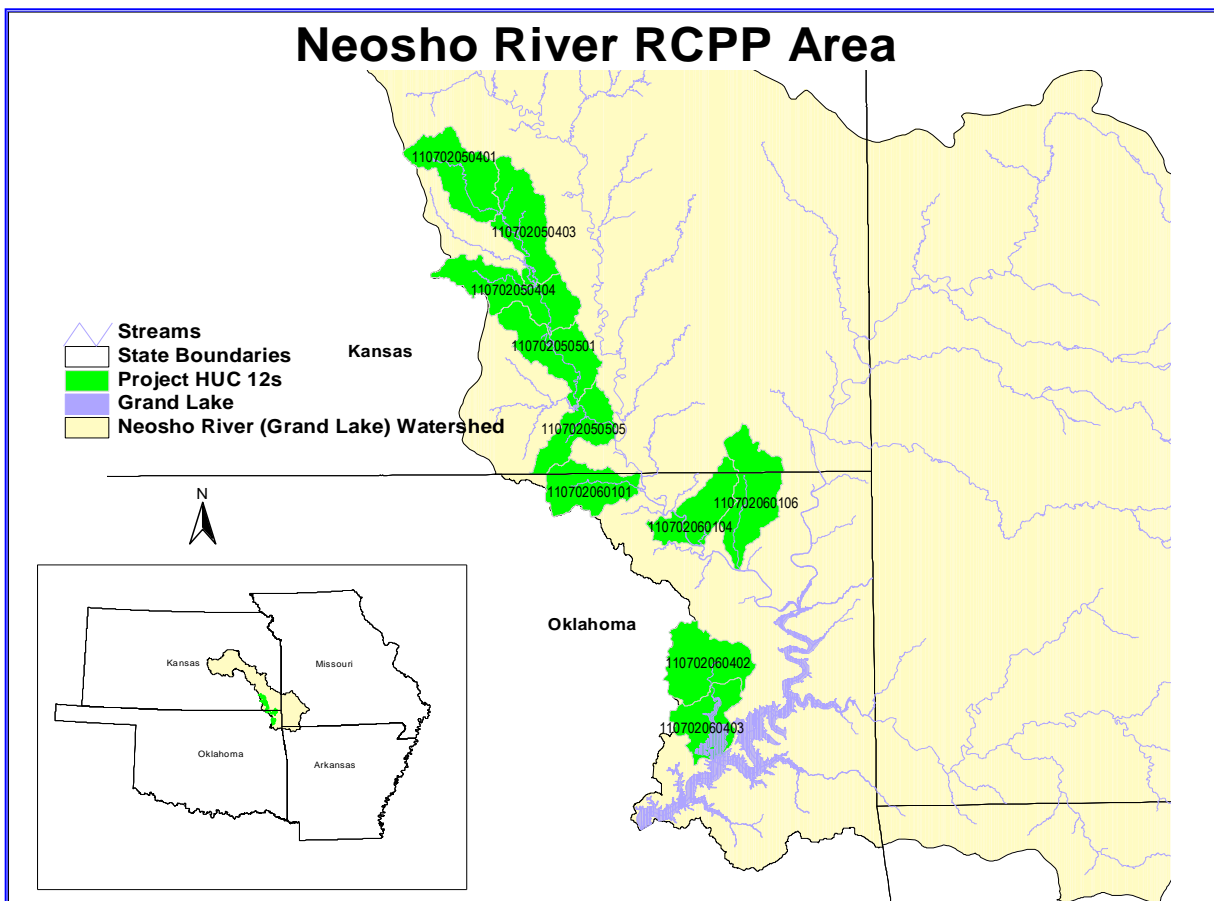 Neosho River RCPP Area
110702050401
110702050403
110702050404
110702050501
110702050505
Streams
State Boundaries
Project HUC 12s
Grand Lake
Neosho River (Grand Lake) Watershed
Kansas
110702060101
110702060104
110702060106
N
Oklahoma
110702060402
110702060403
Kansas
Missouri
Oklahoma
Arkansas